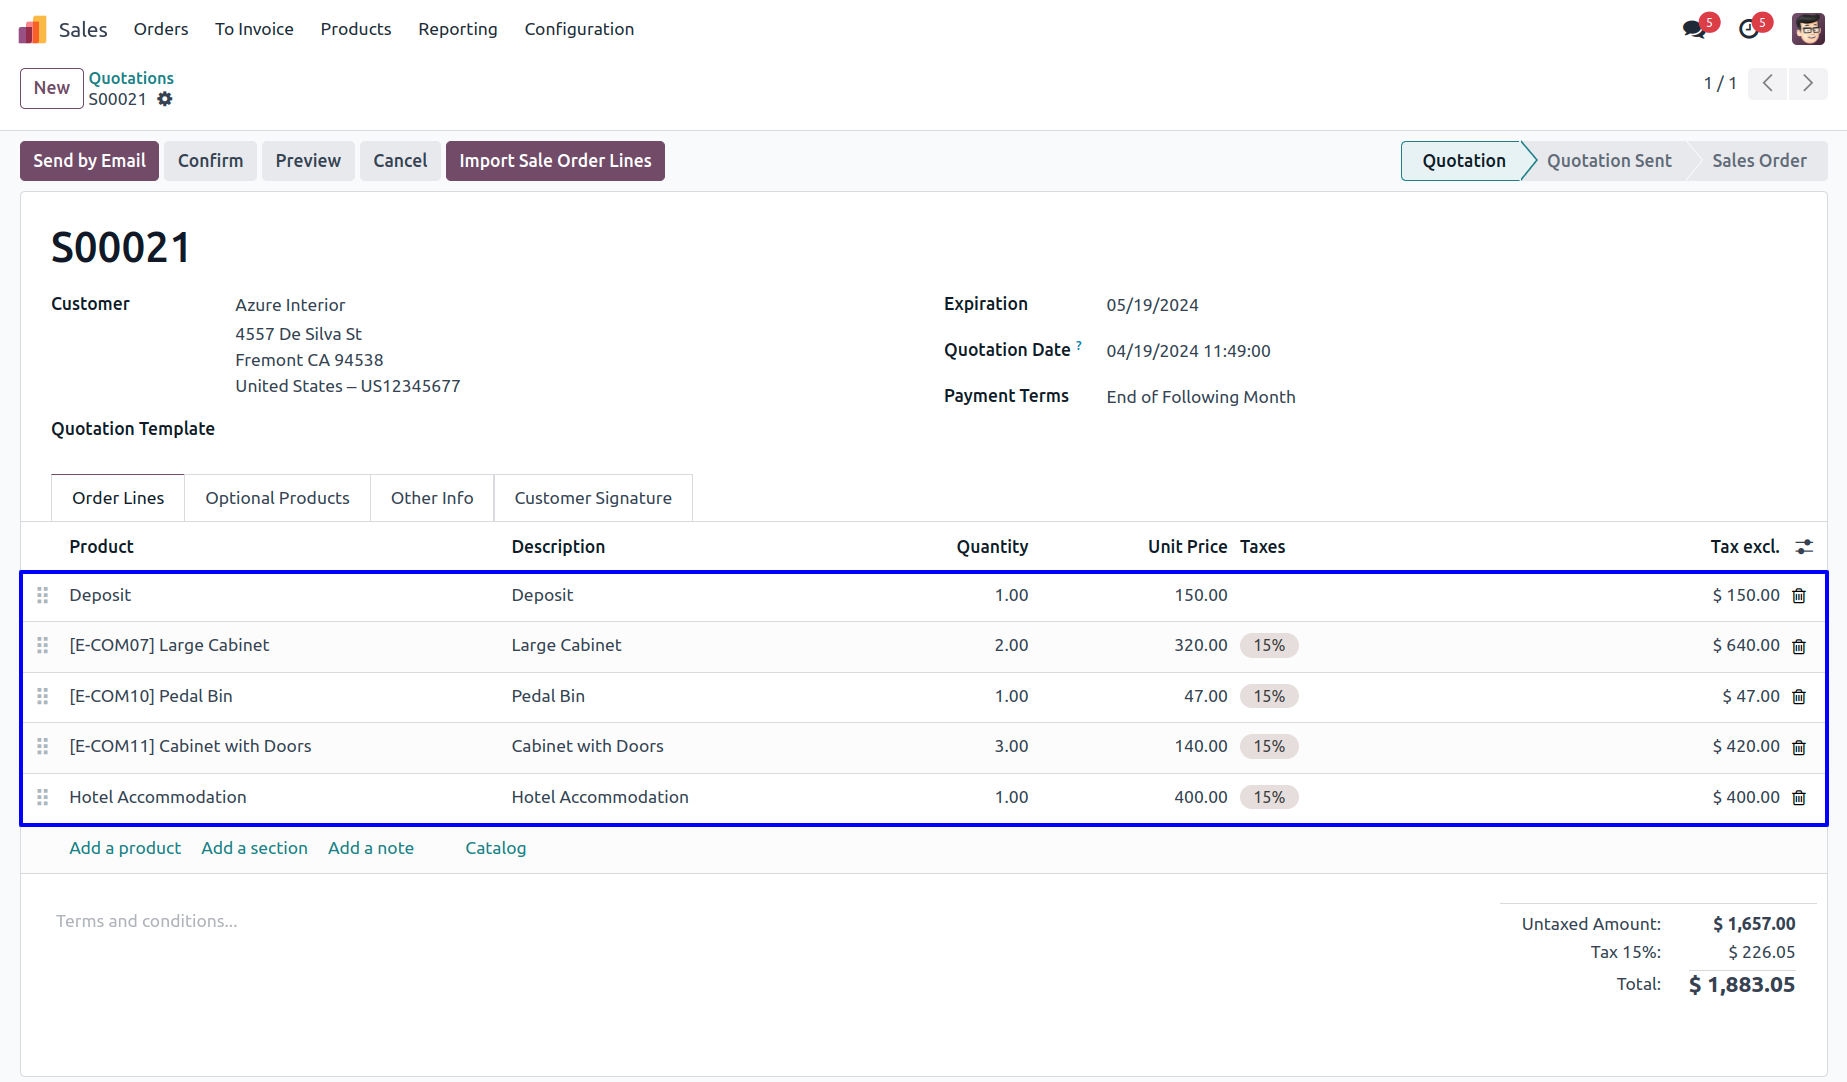 Sales Orders To Invoice Products Reporting Configuration 5 5
New Quotations
S00021
1 / 1
Send by Email Confirm Preview Cancel Import Sale Order Lines Quotation Quotation Sent Sales Order
S00021
Customer Azure Interior
4557 De Silva St
Fremont CA 94538
United States – US12345677
Quotation Template
Expiration 05/19/2024
Quotation Date ? 04/19/2024 11:49:00
Payment Terms End of Following Month
Order Lines Optional Products Other Info Customer Signature
Product Description Quantity Unit Price Taxes Tax excl.
Deposit Deposit 1.00 150.00 $ 150.00
[E-COM07] Large Cabinet Large Cabinet 2.00 320.00 15% $ 640.00
[E-COM10] Pedal Bin Pedal Bin 1.00 47.00 15% $ 47.00
[E-COM11] Cabinet with Doors Cabinet with Doors 3.00 140.00 15% $ 420.00
Hotel Accommodation Hotel Accommodation 1.00 400.00 15% $ 400.00
Add a product Add a section Add a note Catalog
Terms and conditions...
Untaxed Amount: $ 1,657.00
Tax 15%: $ 226.05
Total: $ 1,883.05